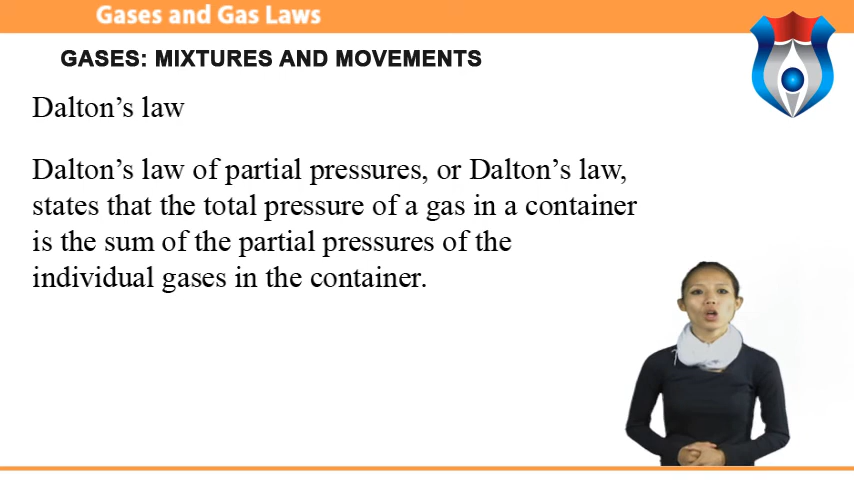 Gases and Gas Laws
GASES: MIXTURES AND MOVEMENTS
Dalton’s law
Dalton’s law of partial pressures, or Dalton’s law,
states that the total pressure of a gas in a container
is the sum of the partial pressures of the
individual gases in the container.